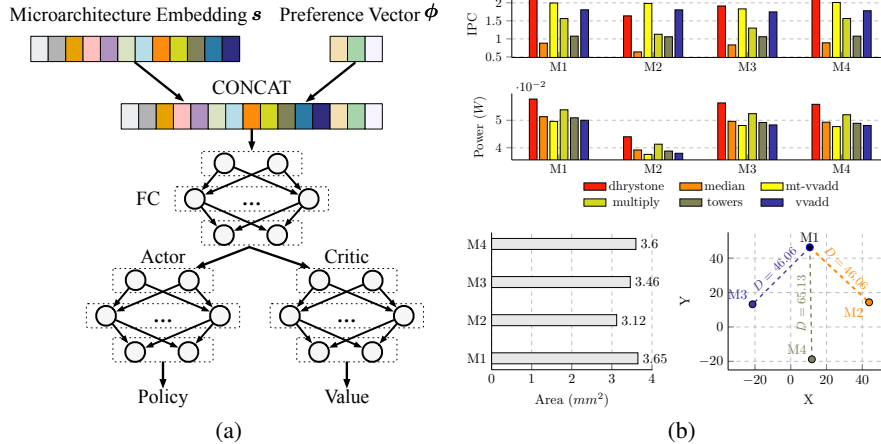 Microarchitecture Embedding s
Preference Vector ϕ
CONCAT
FC
...
Actor
Critic
...
...
Policy
Value
(a)
IPC
2
1.5
1
0.5
M1
M2
M3
M4
·10⁻²
Power (W)
5
4
M1
M2
M3
M4
dhrystone
median
mt-vvadd
multiply
towers
vvadd
M4
3.6
M3
3.46
M2
3.12
M1
3.65
0
1
2
3
4
Area (mm²)
Y
40
20
0
−20
M1
D = 46.06
D = 46.06
D = 65.13
M3
M2
M4
−20
0
20
40
X
(b)